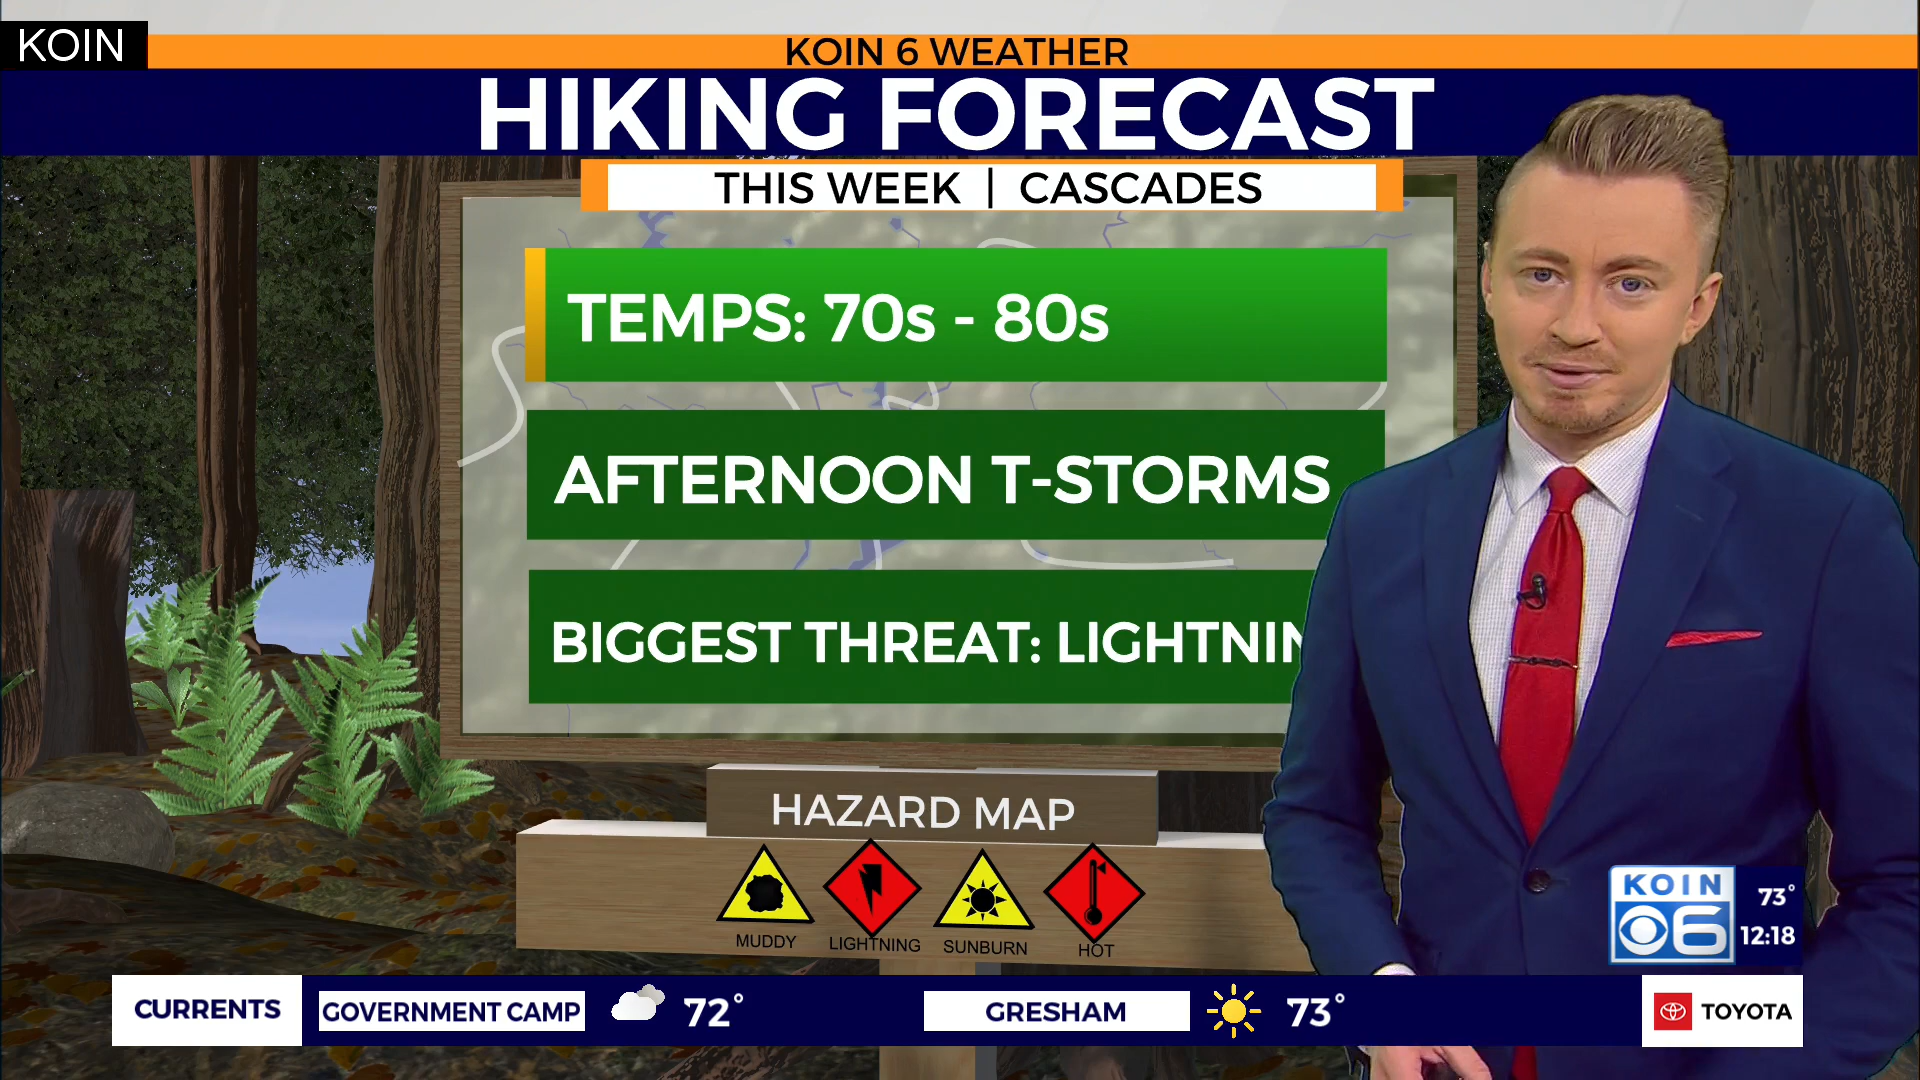 KOIN
KOIN 6 WEATHER
HIKING FORECAST
THIS WEEK | CASCADES
TEMPS: 70s - 80s
AFTERNOON T-STORMS
BIGGEST THREAT: LIGHTNIN
HAZARD MAP
MUDDY LIGHTNING SUNBURN HOT
KOIN
6
73°
12:18
CURRENTS GOVERNMENT CAMP 72° GRESHAM 73° TOYOTA